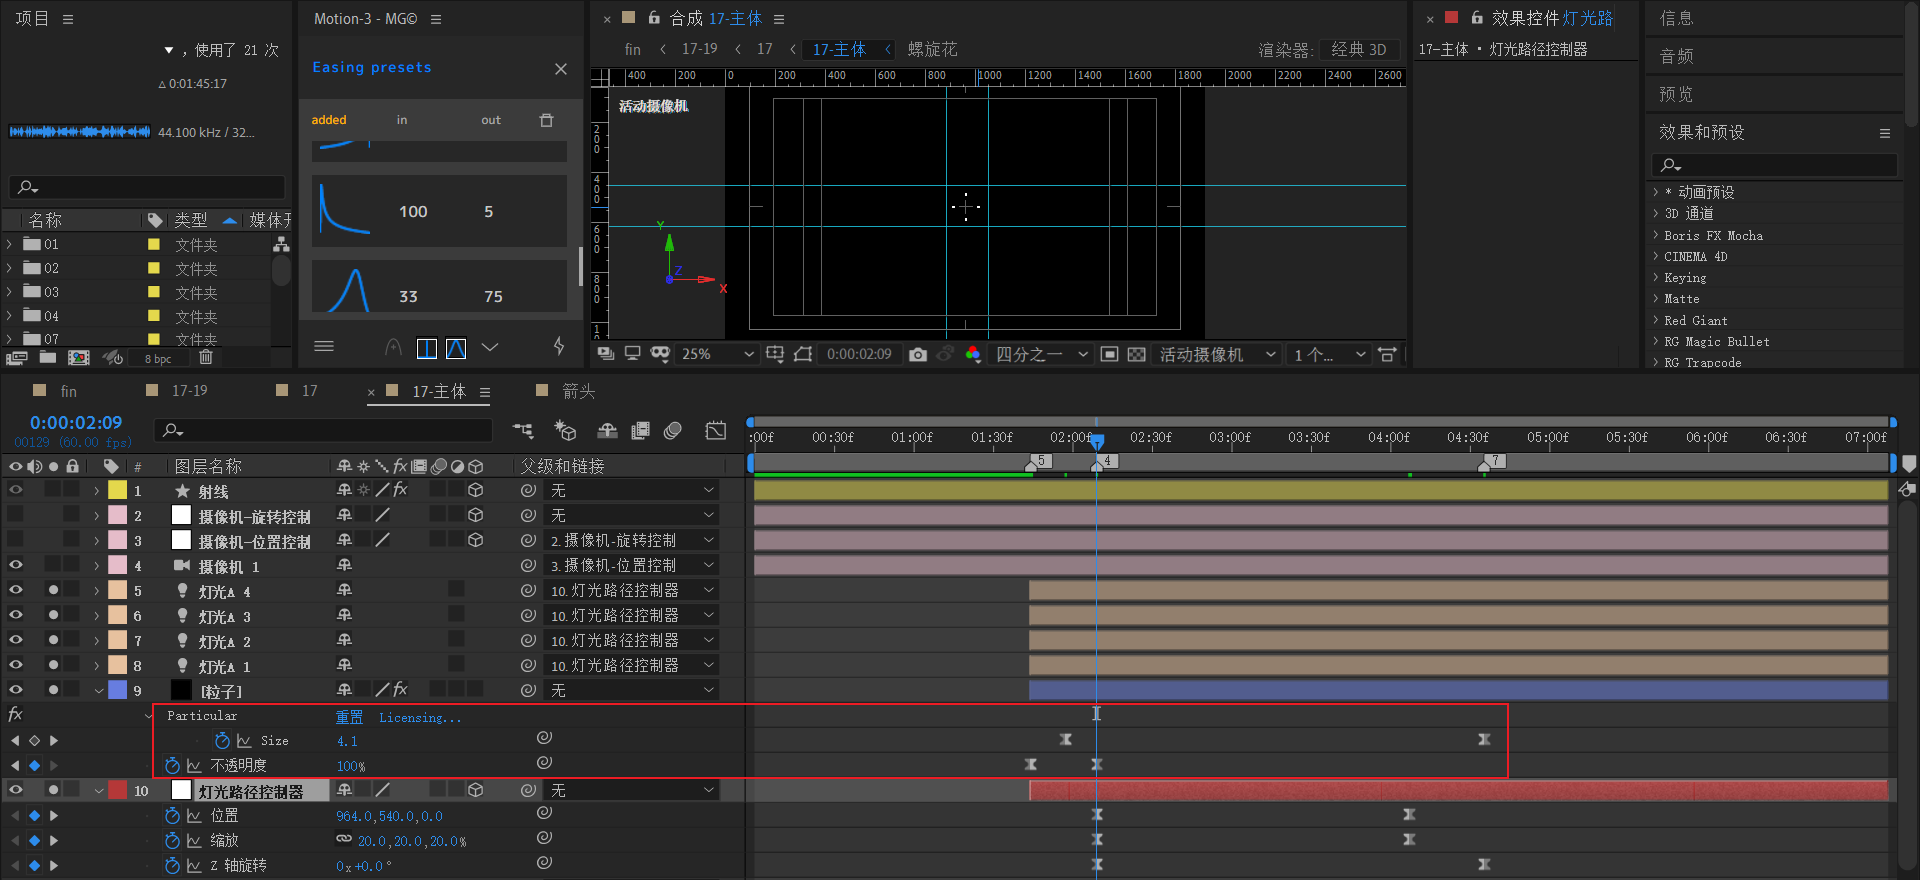 项目
, 使用了 21 次
△ 0:01:45:17
44.100 kHz / 32...
名称 类型 媒体开
01 文件夹
02 文件夹
03 文件夹
04 文件夹
07 文件夹
8 bpc
Motion-3 - MG©
Easing presets
added in out
100 5
33 75
合成 17-主体
fin 17-19 17 17-主体 螺旋花
渲染器: 经典 3D
400 200 0 200 400 600 800 1000 1200 1400 1600 1800 2000 2200 2400 2600
200
400
600
800
1
活动摄像机
Y
Z
X
25% 0:00:02:09 四分之一 活动摄像机 1 个...
效果控件 灯光路
17-主体 · 灯光路径控制器
信息
音频
预览
效果和预设
* 动画预设
3D 通道
Boris FX Mocha
CINEMA 4D
Keying
Matte
Red Giant
RG Magic Bullet
RG Trapcode
fin 17-19 17 17-主体 箭头
0:00:02:09
00129 (60.00 fps)
:00f 00:30f 01:00f 01:30f 02:00f 02:30f 03:00f 03:30f 04:00f 04:30f 05:00f 05:30f 06:00f 06:30f 07:00f
# 图层名称 fx 父级和链接
5 4 7
1 射线 fx 无
2 摄像机-旋转控制 无
3 摄像机-位置控制 2. 摄像机-旋转控制
4 摄像机 1 3. 摄像机-位置控制
5 灯光A 4 10. 灯光路径控制器
6 灯光A 3 10. 灯光路径控制器
7 灯光A 2 10. 灯光路径控制器
8 灯光A 1 10. 灯光路径控制器
9 [粒子] fx 无
fx Particular 重置 Licensing...
Size 4.1
不透明度 100%
10 灯光路径控制器 无
位置 964.0,540.0,0.0
缩放 20.0,20.0,20.0%
Z 轴旋转 0x+0.0°